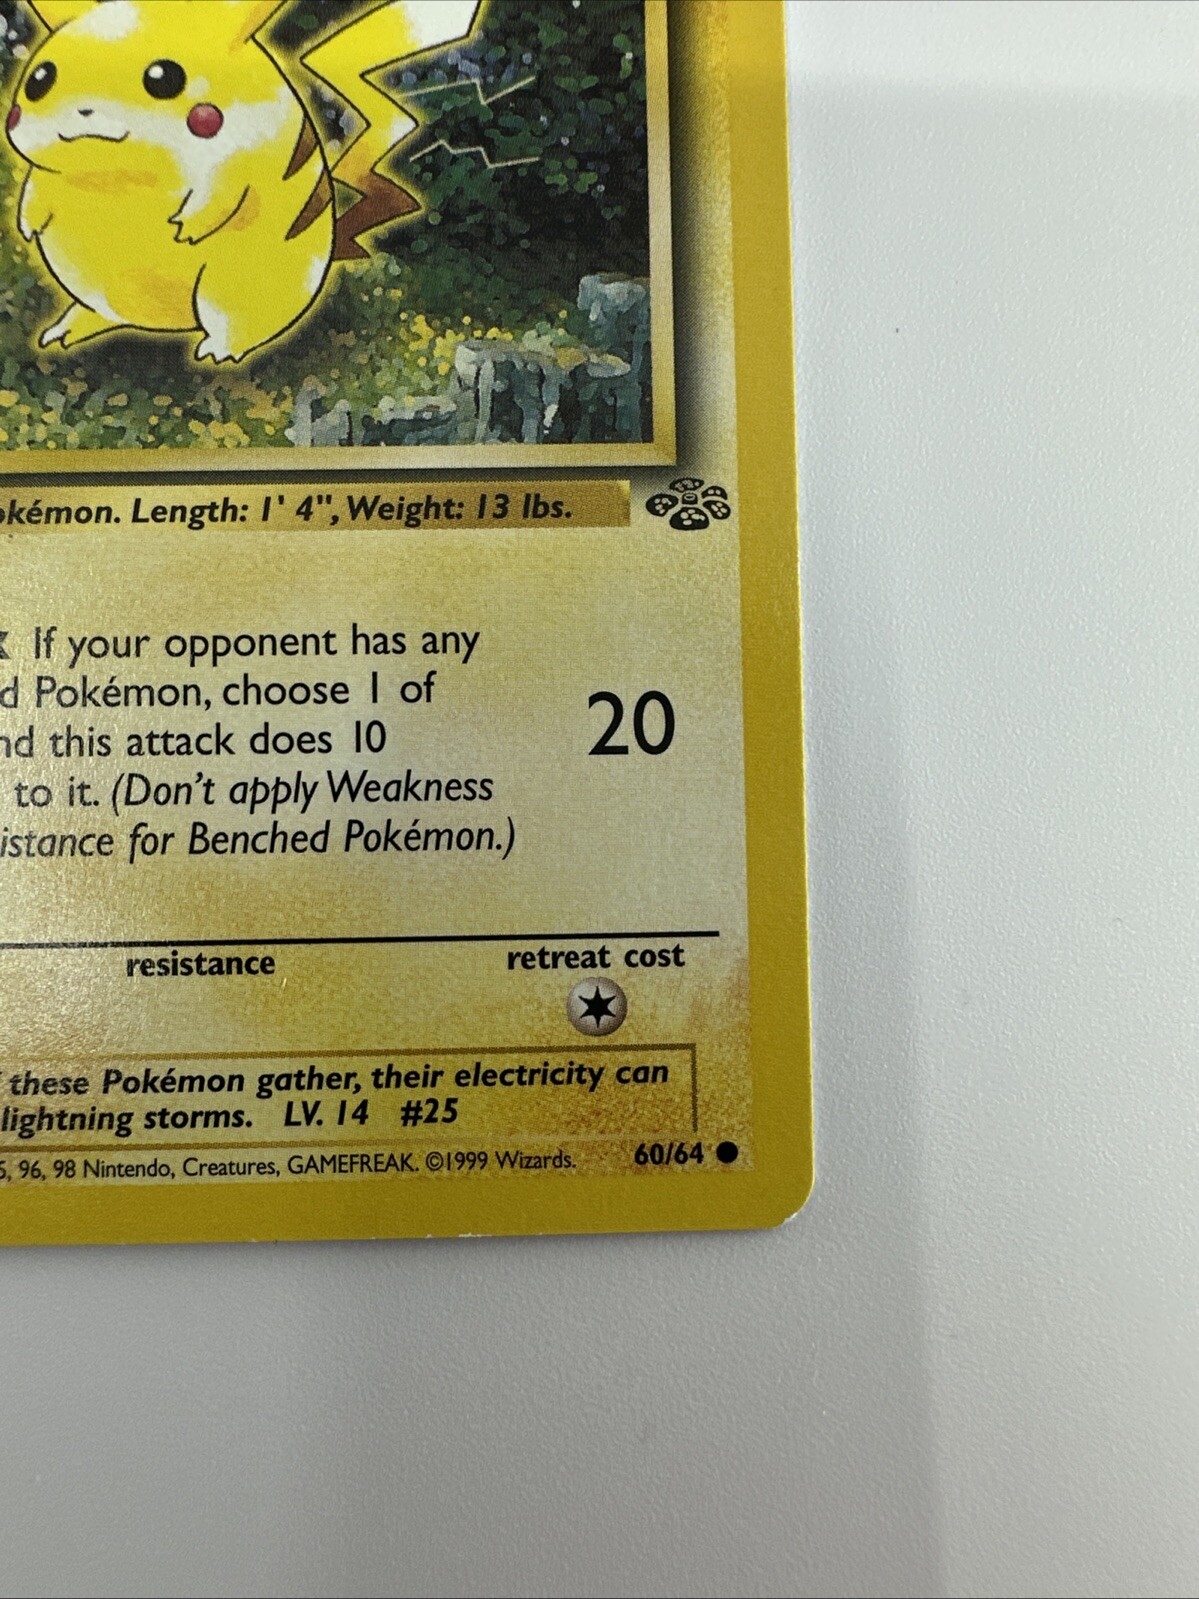 okémon. Length: 1' 4", Weight: 13 lbs.
If your opponent has any
d Pokémon, choose 1 of
nd this attack does 10
to it. (Don't apply Weakness
istance for Benched Pokémon.)
20
resistance
retreat cost
these Pokémon gather, their electricity can
lightning storms. LV. 14 #25
5, 96, 98 Nintendo, Creatures, GAMEFREAK. ©1999 Wizards.
60/64